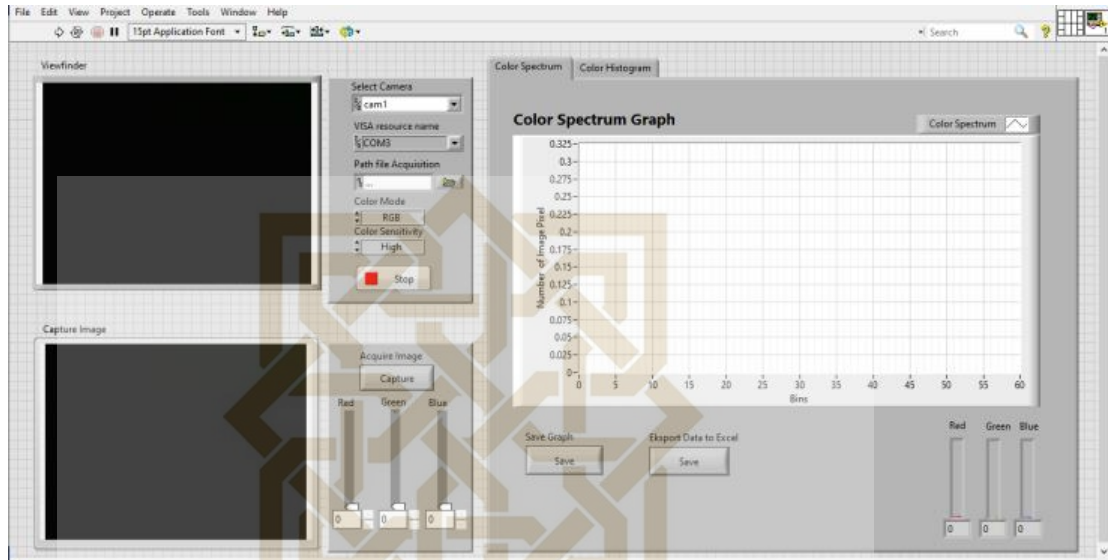 File Edit View Project Operate Tools Window Help
15pt Application Font
Search
Viewfinder
Select Camera
cam1
VISA resource name
COM3
Path file Acquisition
...
Color Mode
RGB
Color Sensitivity
High
Stop
Capture Image
Acquire Image
Capture
Red Green Blue
0 0 0
Color Spectrum Color Histogram
Color Spectrum Graph
Color Spectrum
Number of Image Pixel
0.325
0.3
0.275
0.25
0.225
0.2
0.175
0.15
0.125
0.1
0.075
0.05
0.025
0
0 5 10 15 20 25 30 35 40 45 50 55 60
Bins
Save Graph
Save
Eksport Data to Excel
Save
Red Green Blue
0 0 0